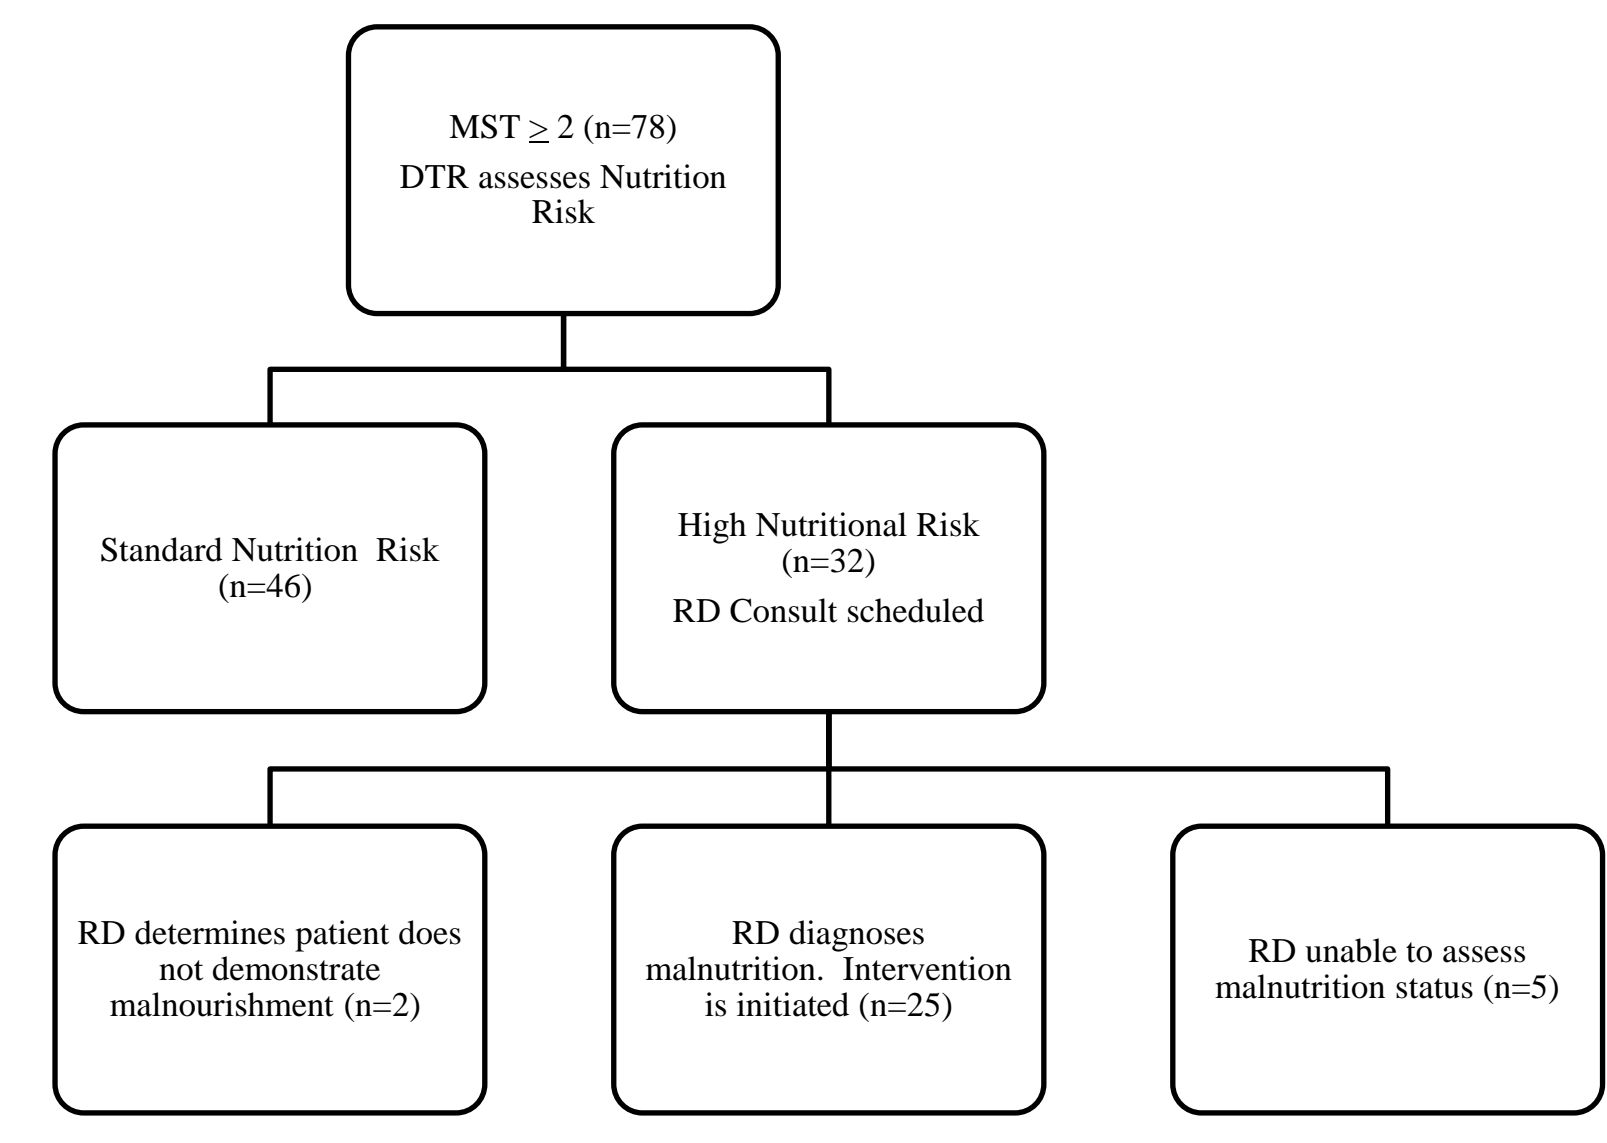 MST ≥ 2 (n=78)
DTR assesses Nutrition
Risk
Standard Nutrition  Risk
(n=46)
High Nutritional Risk
(n=32)
RD Consult scheduled
RD determines patient does
not demonstrate
malnourishment (n=2)
RD diagnoses
malnutrition.  Intervention
is initiated (n=25)
RD unable to assess
malnutrition status (n=5)